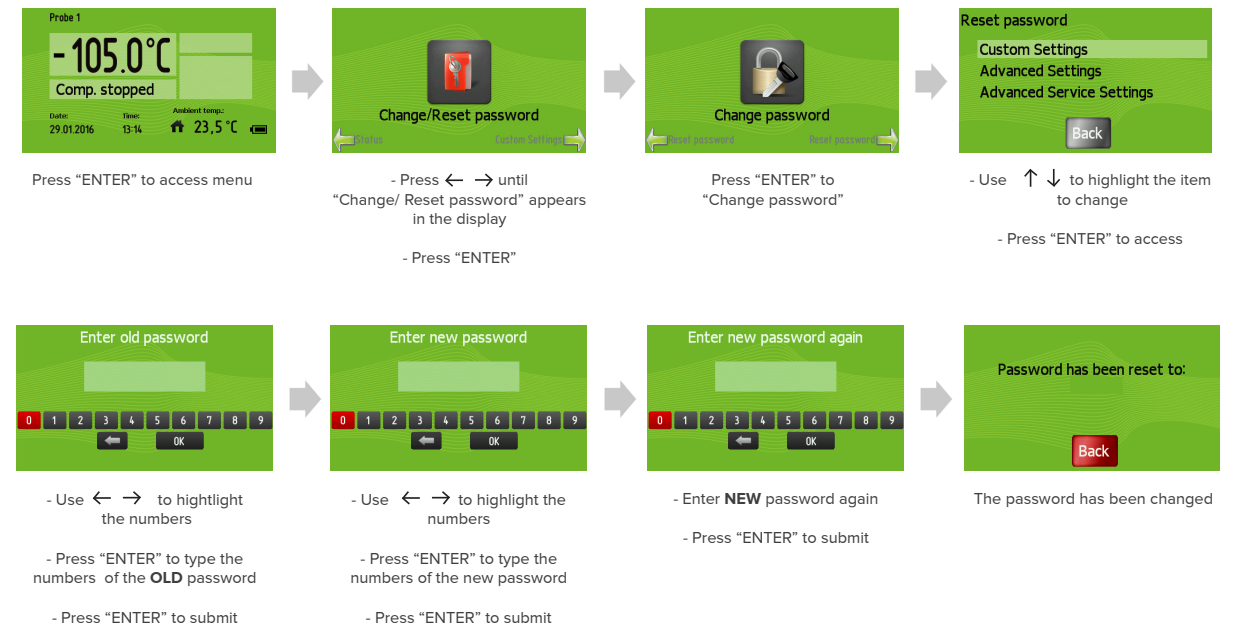 Probe 1
-105.0°C
Comp. stopped
Date:
29.01.2016
Time:
13:14
Ambient temp.:
23,5°C
Press “ENTER” to access menu
Change/Reset password
Status
Custom Settings
- Press ← → until
“Change/ Reset password” appears
in the display
- Press “ENTER”
Change password
Reset password
Reset password
Press “ENTER” to
“Change password”
Reset password
Custom Settings
Advanced Settings
Advanced Service Settings
Back
- Use ↑ ↓ to highlight the item
to change
- Press “ENTER” to access
Enter old password
0 1 2 3 4 5 6 7 8 9
OK
- Use ← → to hightlight
the numbers
- Press “ENTER” to type the
numbers of the OLD password
- Press “ENTER” to submit
Enter new password
0 1 2 3 4 5 6 7 8 9
OK
- Use ← → to highlight the
numbers
- Press “ENTER” to type the
numbers of the new password
- Press “ENTER” to submit
Enter new password again
0 1 2 3 4 5 6 7 8 9
OK
- Enter NEW password again
- Press “ENTER” to submit
Password has been reset to:
Back
The password has been changed